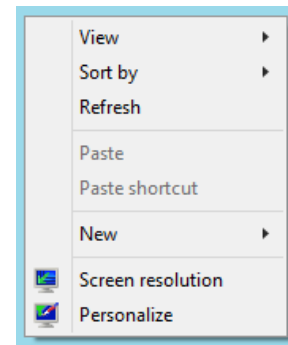 View
Sort by
Refresh
Paste
Paste shortcut
New
Screen resolution
Personalize